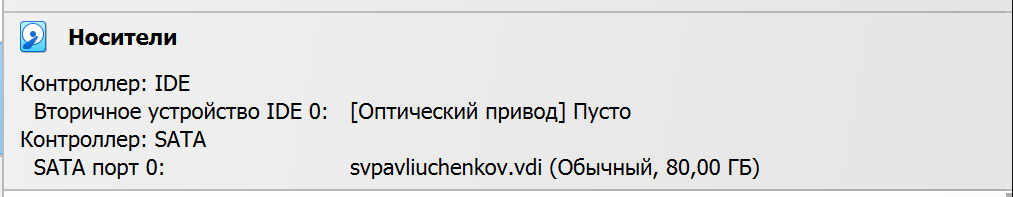 Носители
Контроллер: IDE
Вторичное устройство IDE 0: [Оптический привод] Пусто
Контроллер: SATA
SATA порт 0: svpavliuchenkov.vdi (Обычный, 80,00 ГБ)